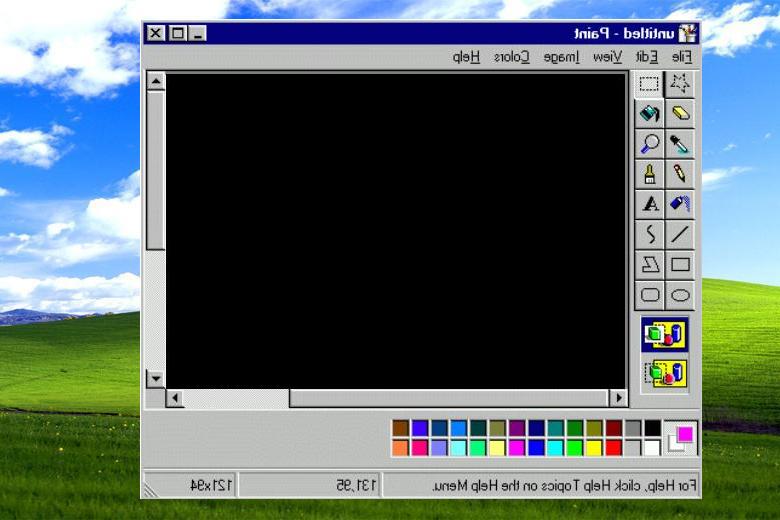 untitled - Paint
File Edit View Image Colors Help
A
For Help, click Help Topics on the Help Menu. 131,95 121x94